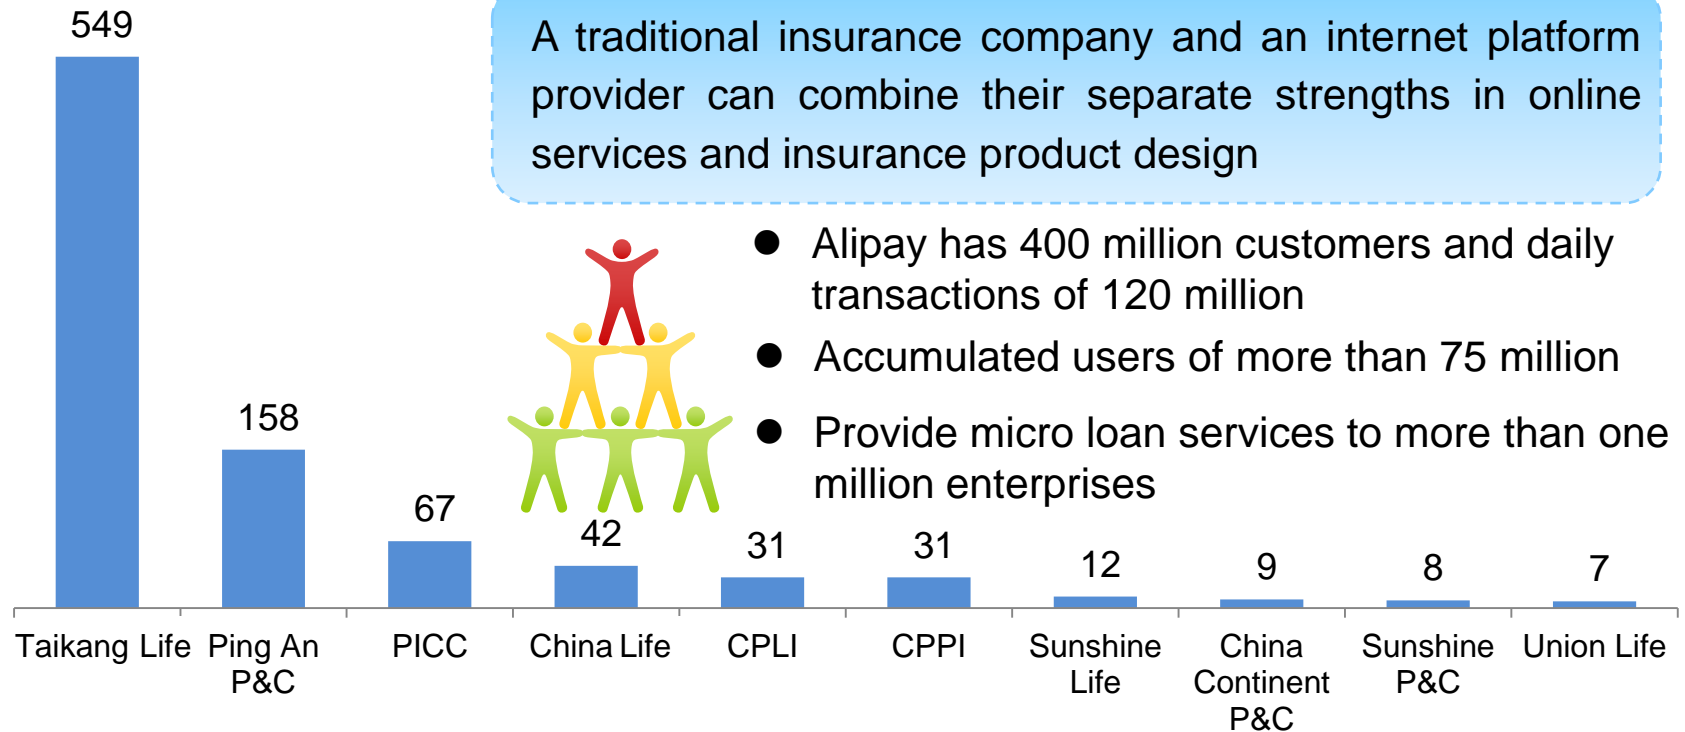 A traditional insurance company and an internet platform
provider can combine their separate strengths in online
services and insurance product design
● Alipay has 400 million customers and daily
transactions of 120 million
● Accumulated users of more than 75 million
● Provide micro loan services to more than one
million enterprises
549
158
67
42
31
31
12
9
8
7
Taikang Life
Ping An
P&C
PICC
China Life
CPLI
CPPI
Sunshine
Life
China
Continent
P&C
Sunshine
P&C
Union Life